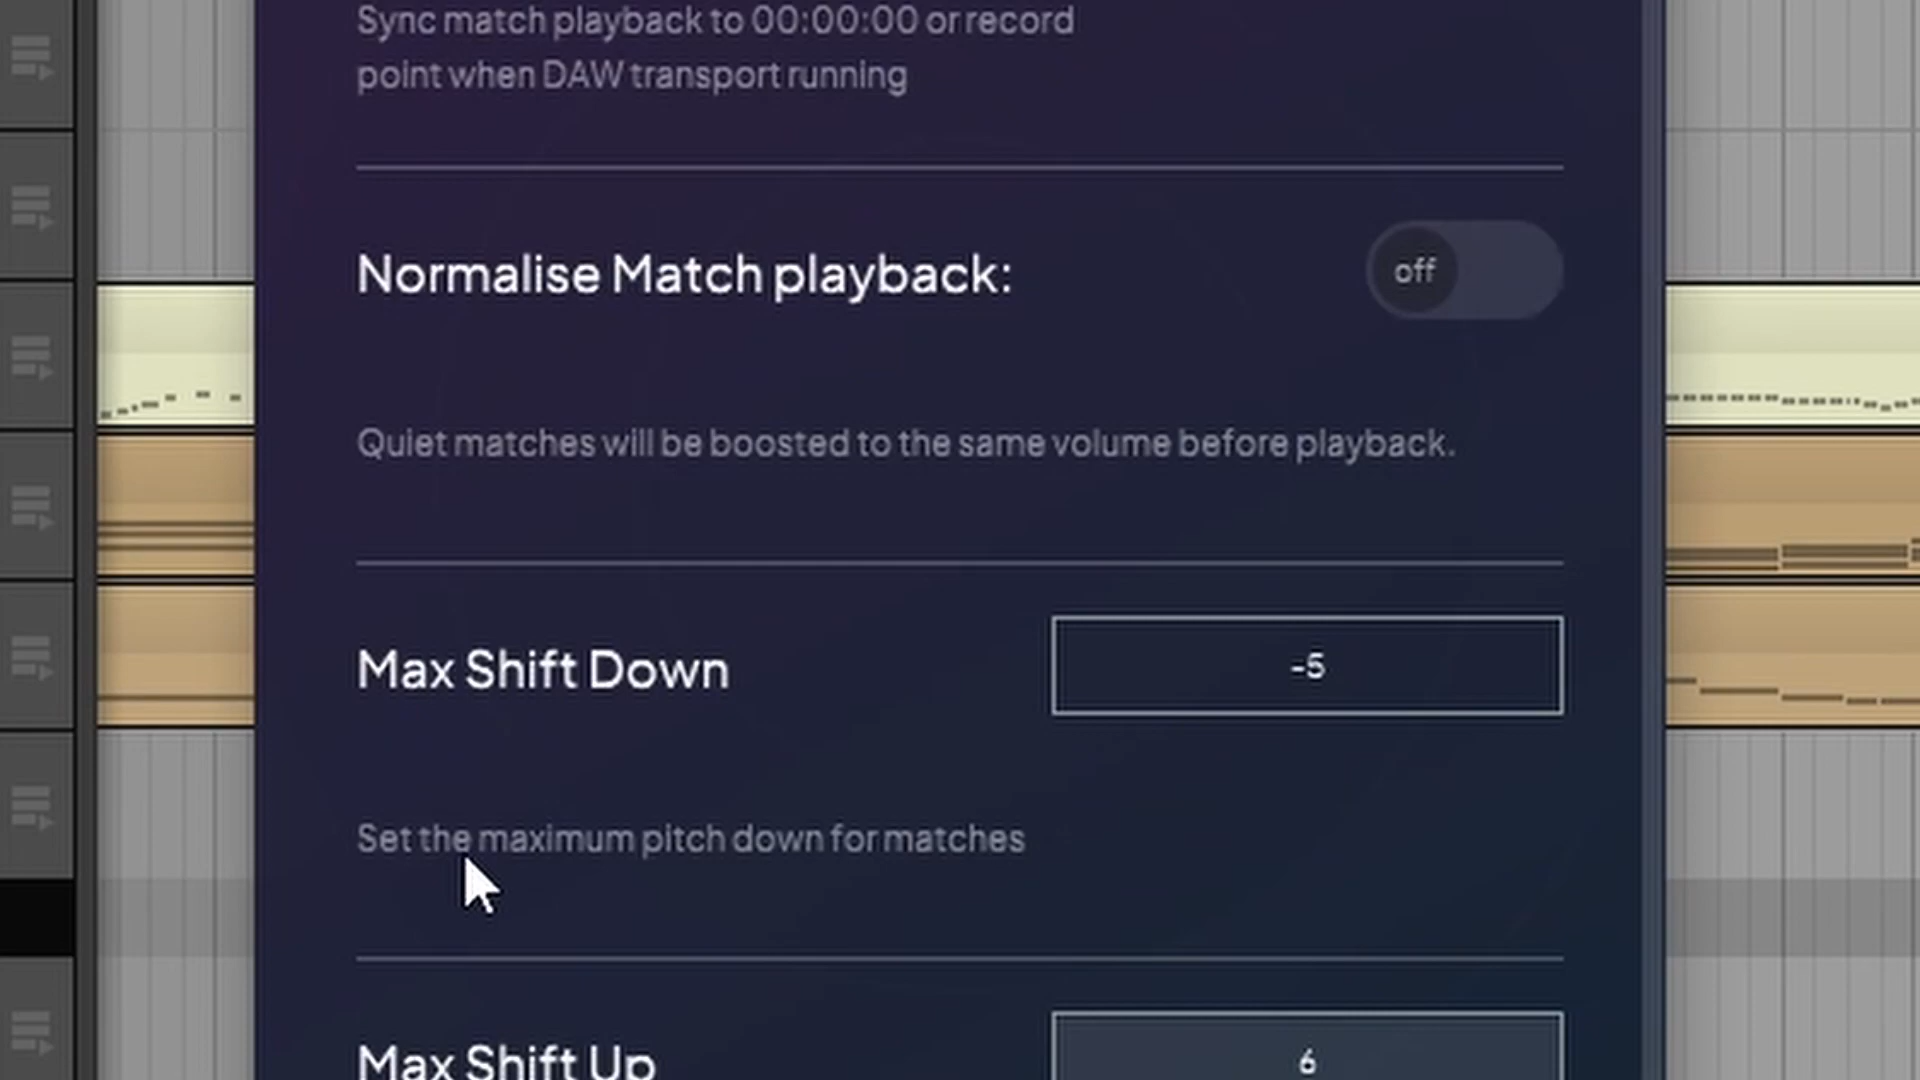 Sync match playback to 00:00:00 or record
point when DAW transport running
Normalise Match playback:
off
Quiet matches will be boosted to the same volume before playback.
Max Shift Down
-5
Set the maximum pitch down for matches
Max Shift Up
6